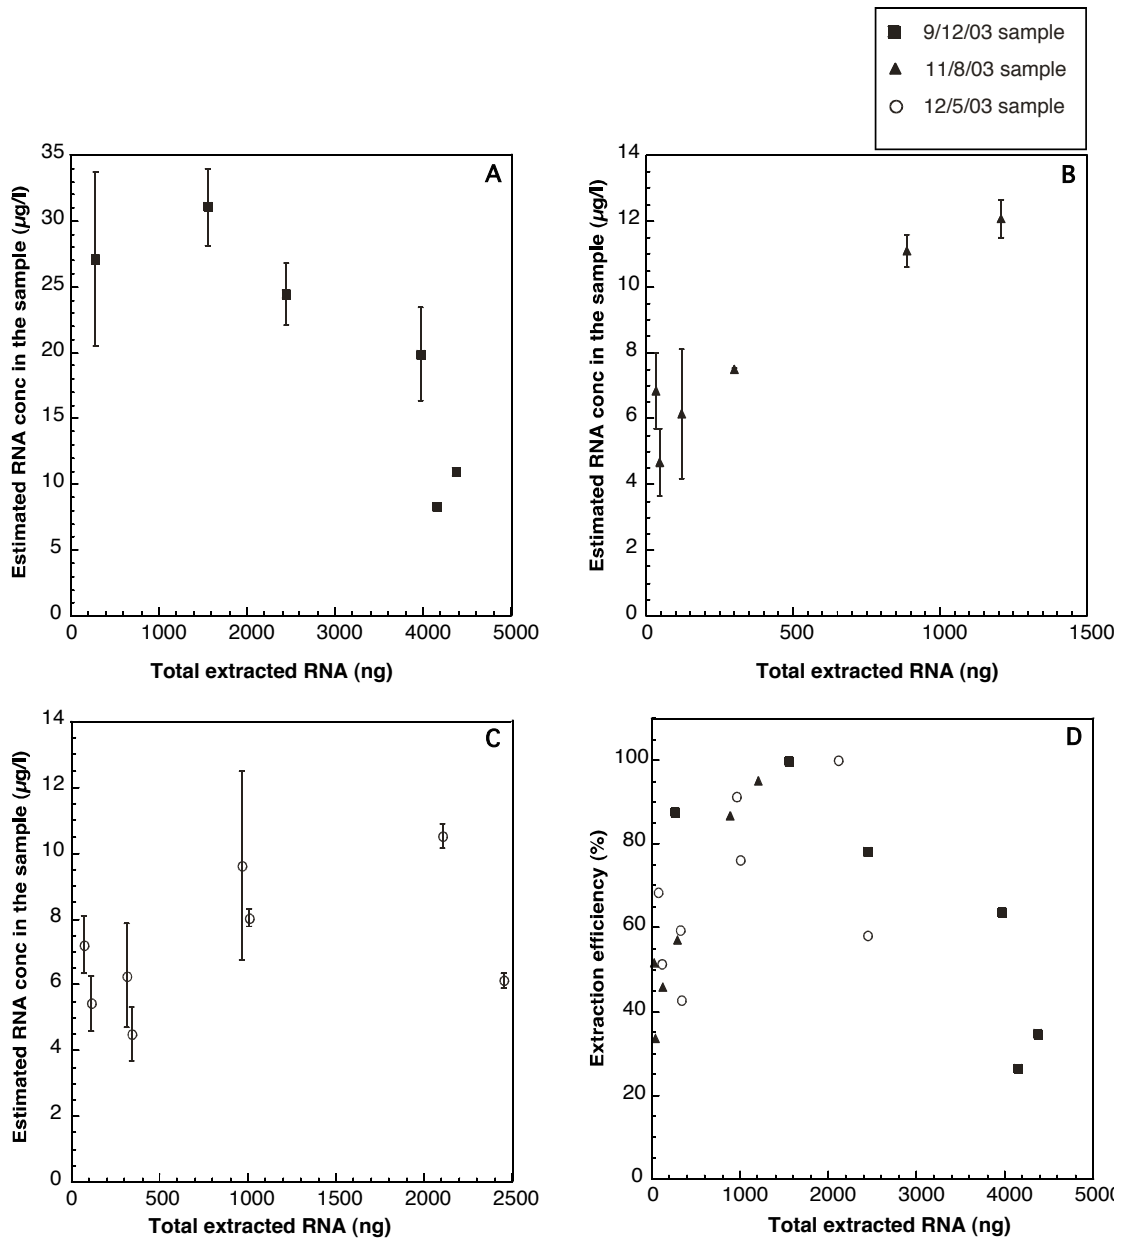 9/12/03 sample
11/8/03 sample
12/5/03 sample
A
Estimated RNA conc in the sample (µg/l)
35
30
25
20
15
10
5
0
0 1000 2000 3000 4000 5000
Total extracted RNA (ng)
B
Estimated RNA conc in the sample (µg/l)
14
12
10
8
6
4
2
0
0 500 1000 1500
Total extracted RNA (ng)
C
Estimated RNA conc in the sample (µg/l)
14
12
10
8
6
4
2
0
0 500 1000 1500 2000 2500
Total extracted RNA (ng)
D
Extraction efficiency (%)
100
80
60
40
20
0
0 1000 2000 3000 4000 5000
Total extracted RNA (ng)